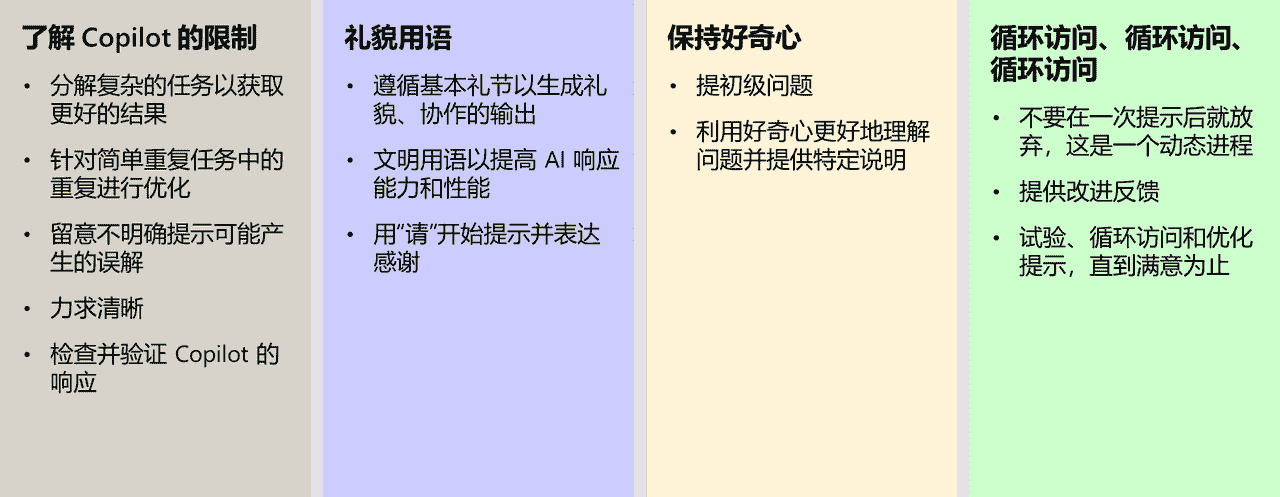 了解 Copilot 的限制
• 分解复杂的任务以获取
更好的结果
• 针对简单重复任务中的
重复进行优化
• 留意不明确提示可能产
生的误解
• 力求清晰
• 检查并验证 Copilot 的
响应
礼貌用语
• 遵循基本礼节以生成礼
貌、协作的输出
• 文明用语以提高 AI 响应
能力和性能
• 用“请”开始提示并表达
感谢
保持好奇心
• 提初级问题
• 利用好奇心更好地理解
问题并提供特定说明
循环访问、循环访问、
循环访问
• 不要在一次提示后就放
弃，这是一个动态进程
• 提供改进反馈
• 试验、循环访问和优化
提示，直到满意为止